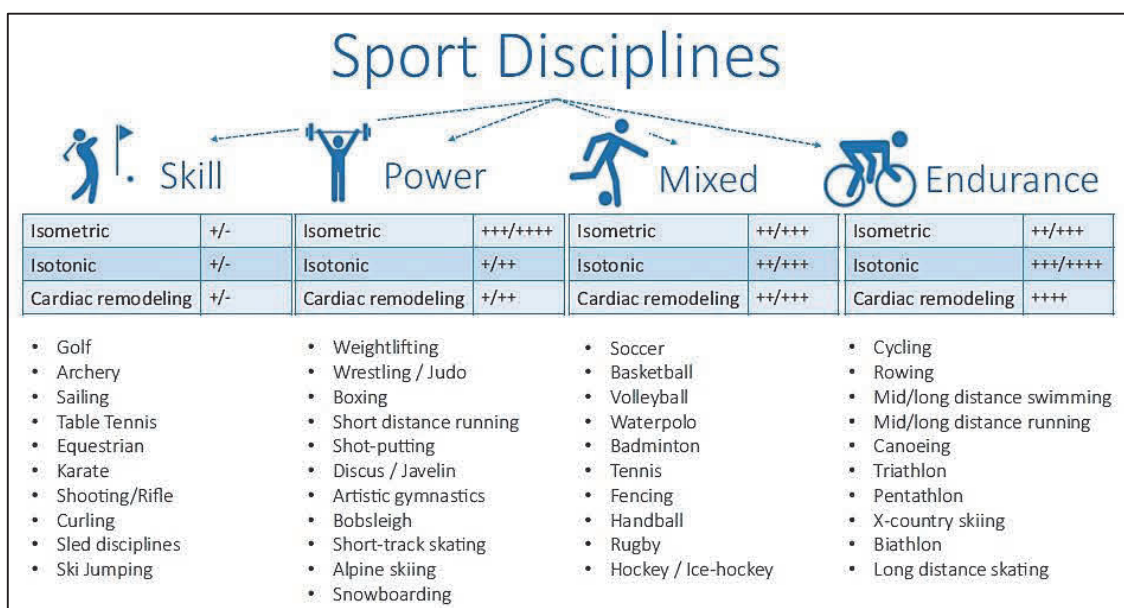 Sport Disciplines
Skill
Power
Mixed
Endurance
Isometric +/-
Isotonic +/-
Cardiac remodeling +/-
Isometric +++/++++
Isotonic +/++
Cardiac remodeling +/++
Isometric ++/+++
Isotonic ++/+++
Cardiac remodeling ++/+++
Isometric ++/+++
Isotonic +++/++++
Cardiac remodeling ++++
• Golf
• Archery
• Sailing
• Table Tennis
• Equestrian
• Karate
• Shooting/Rifle
• Curling
• Sled disciplines
• Ski Jumping
• Weightlifting
• Wrestling / Judo
• Boxing
• Short distance running
• Shot-putting
• Discus / Javelin
• Artistic gymnastics
• Bobsleigh
• Short-track skating
• Alpine skiing
• Snowboarding
• Soccer
• Basketball
• Volleyball
• Waterpolo
• Badminton
• Tennis
• Fencing
• Handball
• Rugby
• Hockey / Ice-hockey
• Cycling
• Rowing
• Mid/long distance swimming
• Mid/long distance running
• Canoeing
• Triathlon
• Pentathlon
• X-country skiing
• Biathlon
• Long distance skating